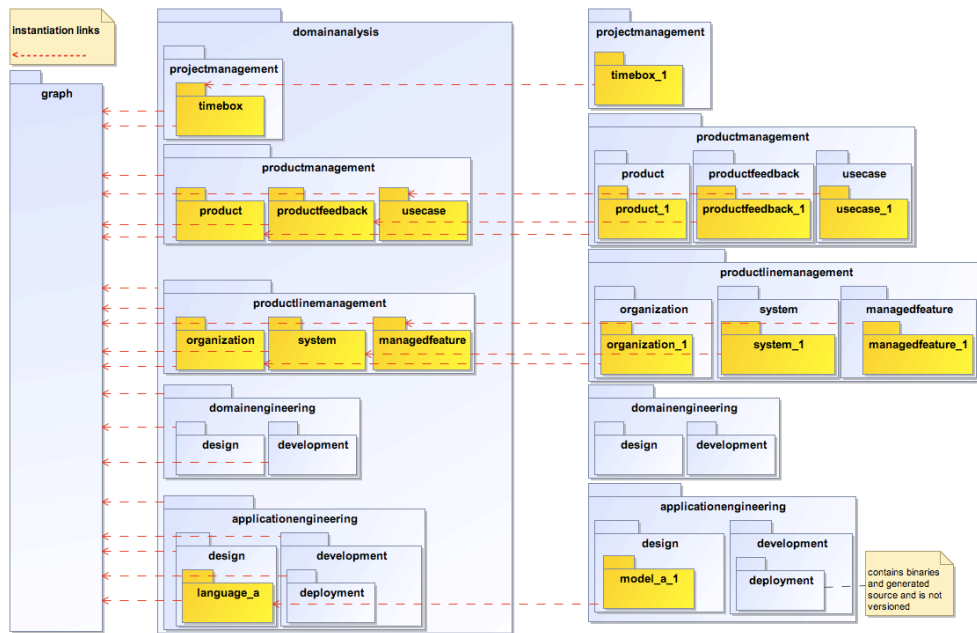 instantiation links
graph
domainanalysis
projectmanagement
timebox
productmanagement
product
productfeedback
usecase
productlinemanagement
organization
system
managedfeature
domainengineering
design
development
applicationengineering
design
development
language_a
deployment
projectmanagement
timebox_1
productmanagement
product
productfeedback
usecase
product_1
productfeedback_1
usecase_1
productlinemanagement
organization
system
managedfeature
organization_1
system_1
managedfeature_1
domainengineering
design
development
applicationengineering
design
development
model_a_1
deployment
contains binaries
and generated
source and is not
versioned